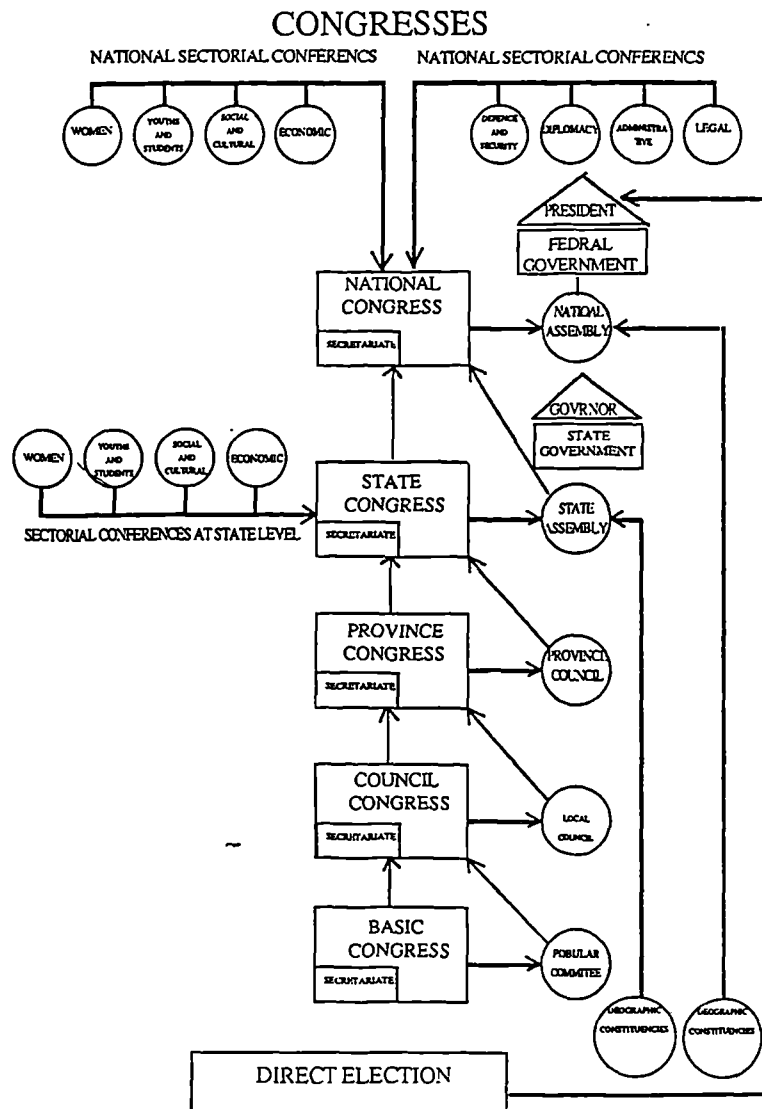 CONGRESSES
NATIONAL SECTORIAL CONFERENCS
NATIONAL SECTORIAL CONFERENCS
WOMEN
YOUTHS
AND
STUDENTS
SOCIAL
AND
CULTURAL
ECONOMIC
DEFENCE AND
SECURITY
DIPLOMACY
ADMINISTRA
TIVE
LEGAL
PRESIDENT
FEDRAL
GOVERNMENT
NATIONAL
CONGRESS
SECRETARIATE
NATIOAL
ASSEMBLY
GOVRNOR
STATE
GOVERNMENT
WOMEN
YOUTHS
AND
STUDENTS
SOCIAL
AND
CULTURAL
ECONOMIC
SECTORIAL CONFERENCES AT STATE LEVEL
STATE
CONGRESS
SECRETARIATE
STATE
ASSEMBLY
PROVINCE
CONGRESS
SECRETARIATE
PROVINCE
COUNCIL
COUNCIL
CONGRESS
SECRETARIATE
LOCAL
COUNCIL
BASIC
CONGRESS
SECRETARIATE
POBULAR
COMMITEE
GEOGRAPHIC
CONSTITUENCIES
GEOGRAPHIC
CONSTITUENCIES
DIRECT ELECTION